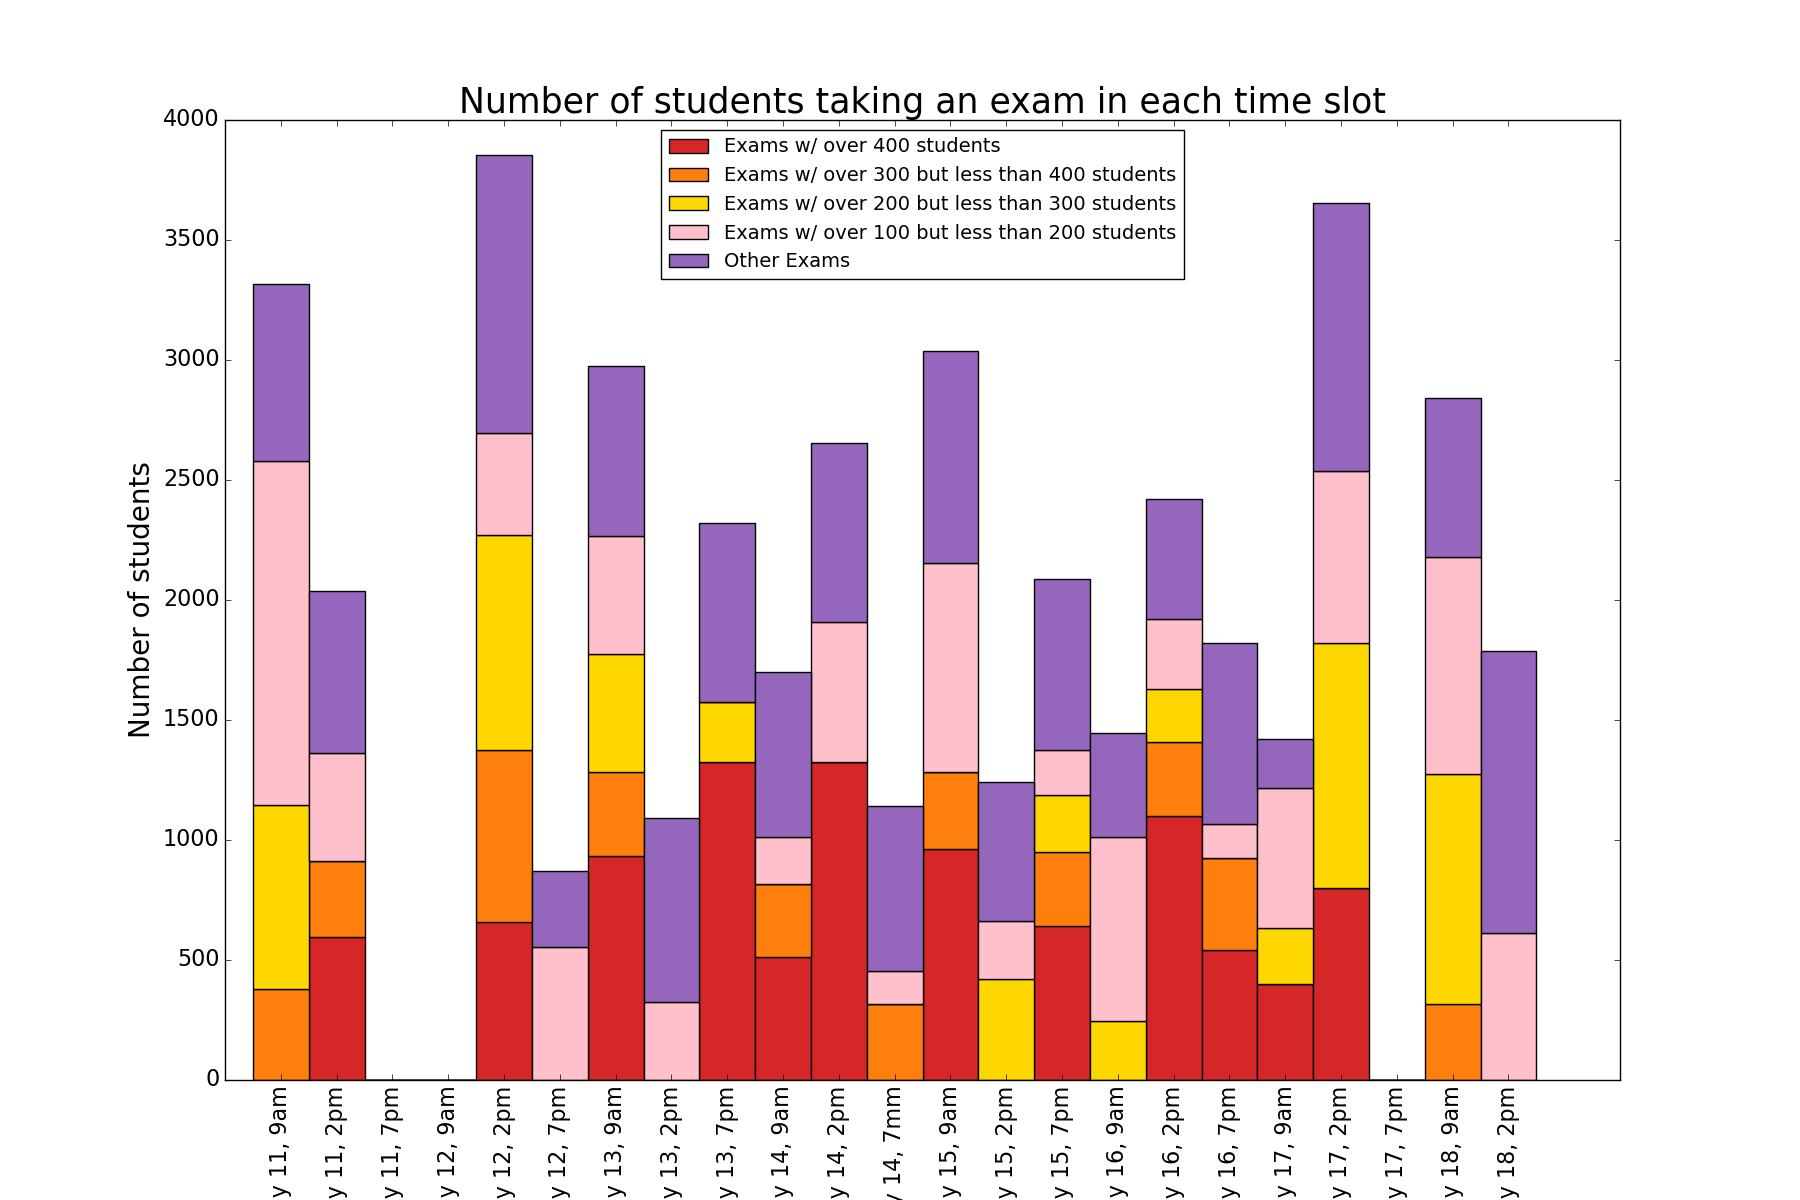 Number of students taking an exam in each time slot
Exams w/ over 400 students
Exams w/ over 300 but less than 400 students
Exams w/ over 200 but less than 300 students
Exams w/ over 100 but less than 200 students
Other Exams
Number of students
4000
3500
3000
2500
2000
1500
1000
500
0
y 11, 9am
y 11, 2pm
y 11, 7pm
y 12, 9am
y 12, 2pm
y 12, 7pm
y 13, 9am
y 13, 2pm
y 13, 7pm
y 14, 9am
y 14, 2pm
y 14, 7mm
y 15, 9am
y 15, 2pm
y 15, 7pm
y 16, 9am
y 16, 2pm
y 16, 7pm
y 17, 9am
y 17, 2pm
y 17, 7pm
y 18, 9am
y 18, 2pm